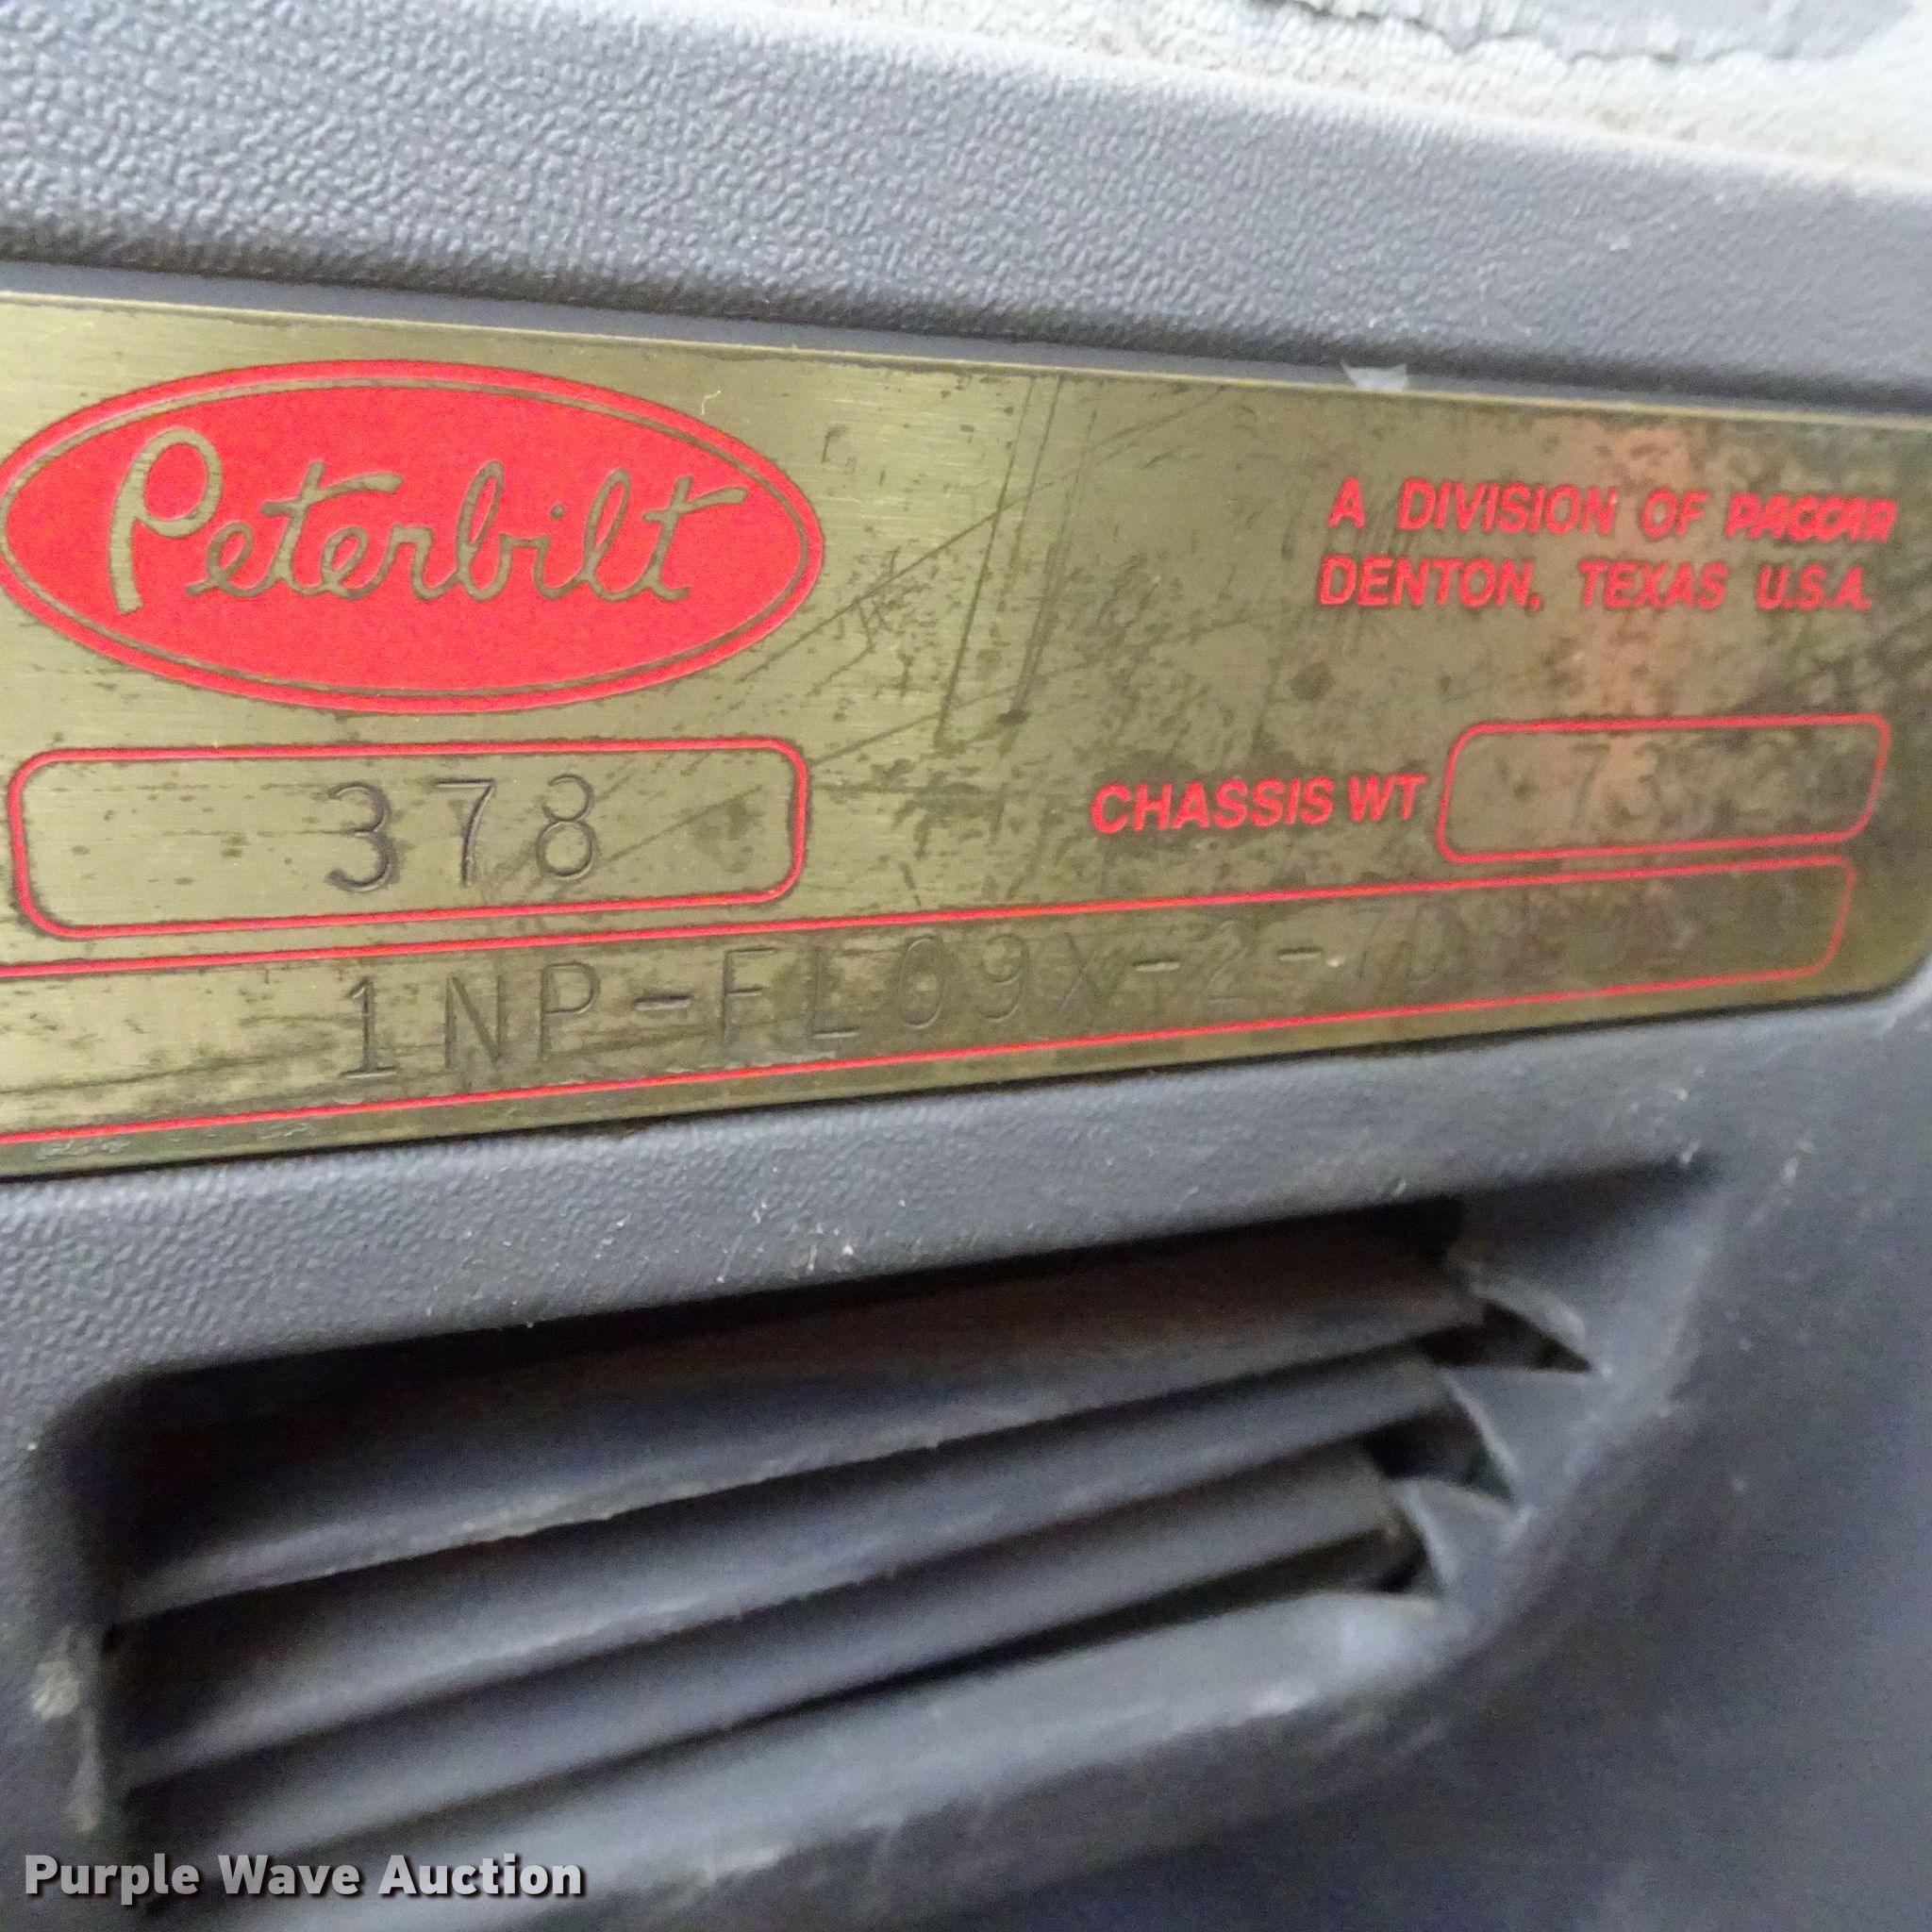 Peterbilt
A DIVISION OF PACCAR
DENTON, TEXAS U.S.A.
378
CHASSIS WT
1NP-FL09X-2-7D
Purple Wave Auction